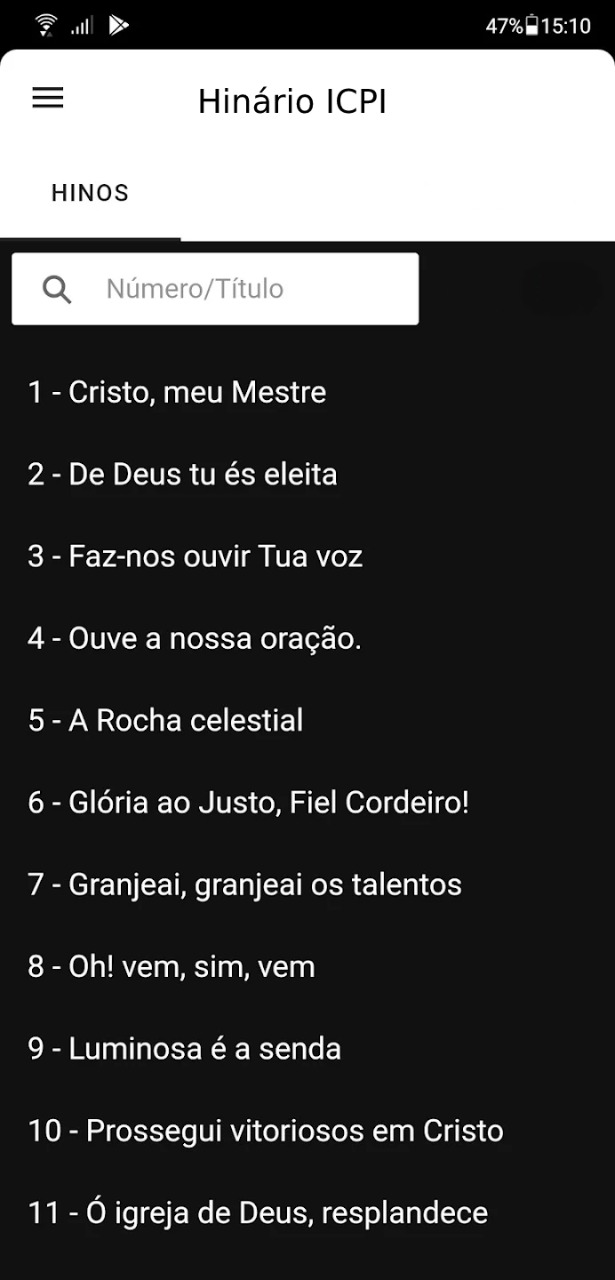 47% 15:10
Hinário ICPI
HINOS
Número/Título
1 - Cristo, meu Mestre
2 - De Deus tu és eleita
3 - Faz-nos ouvir Tua voz
4 - Ouve a nossa oração.
5 - A Rocha celestial
6 - Glória ao Justo, Fiel Cordeiro!
7 - Granjeai, granjeai os talentos
8 - Oh! vem, sim, vem
9 - Luminosa é a senda
10 - Prossegui vitoriosos em Cristo
11 - Ó igreja de Deus, resplandece